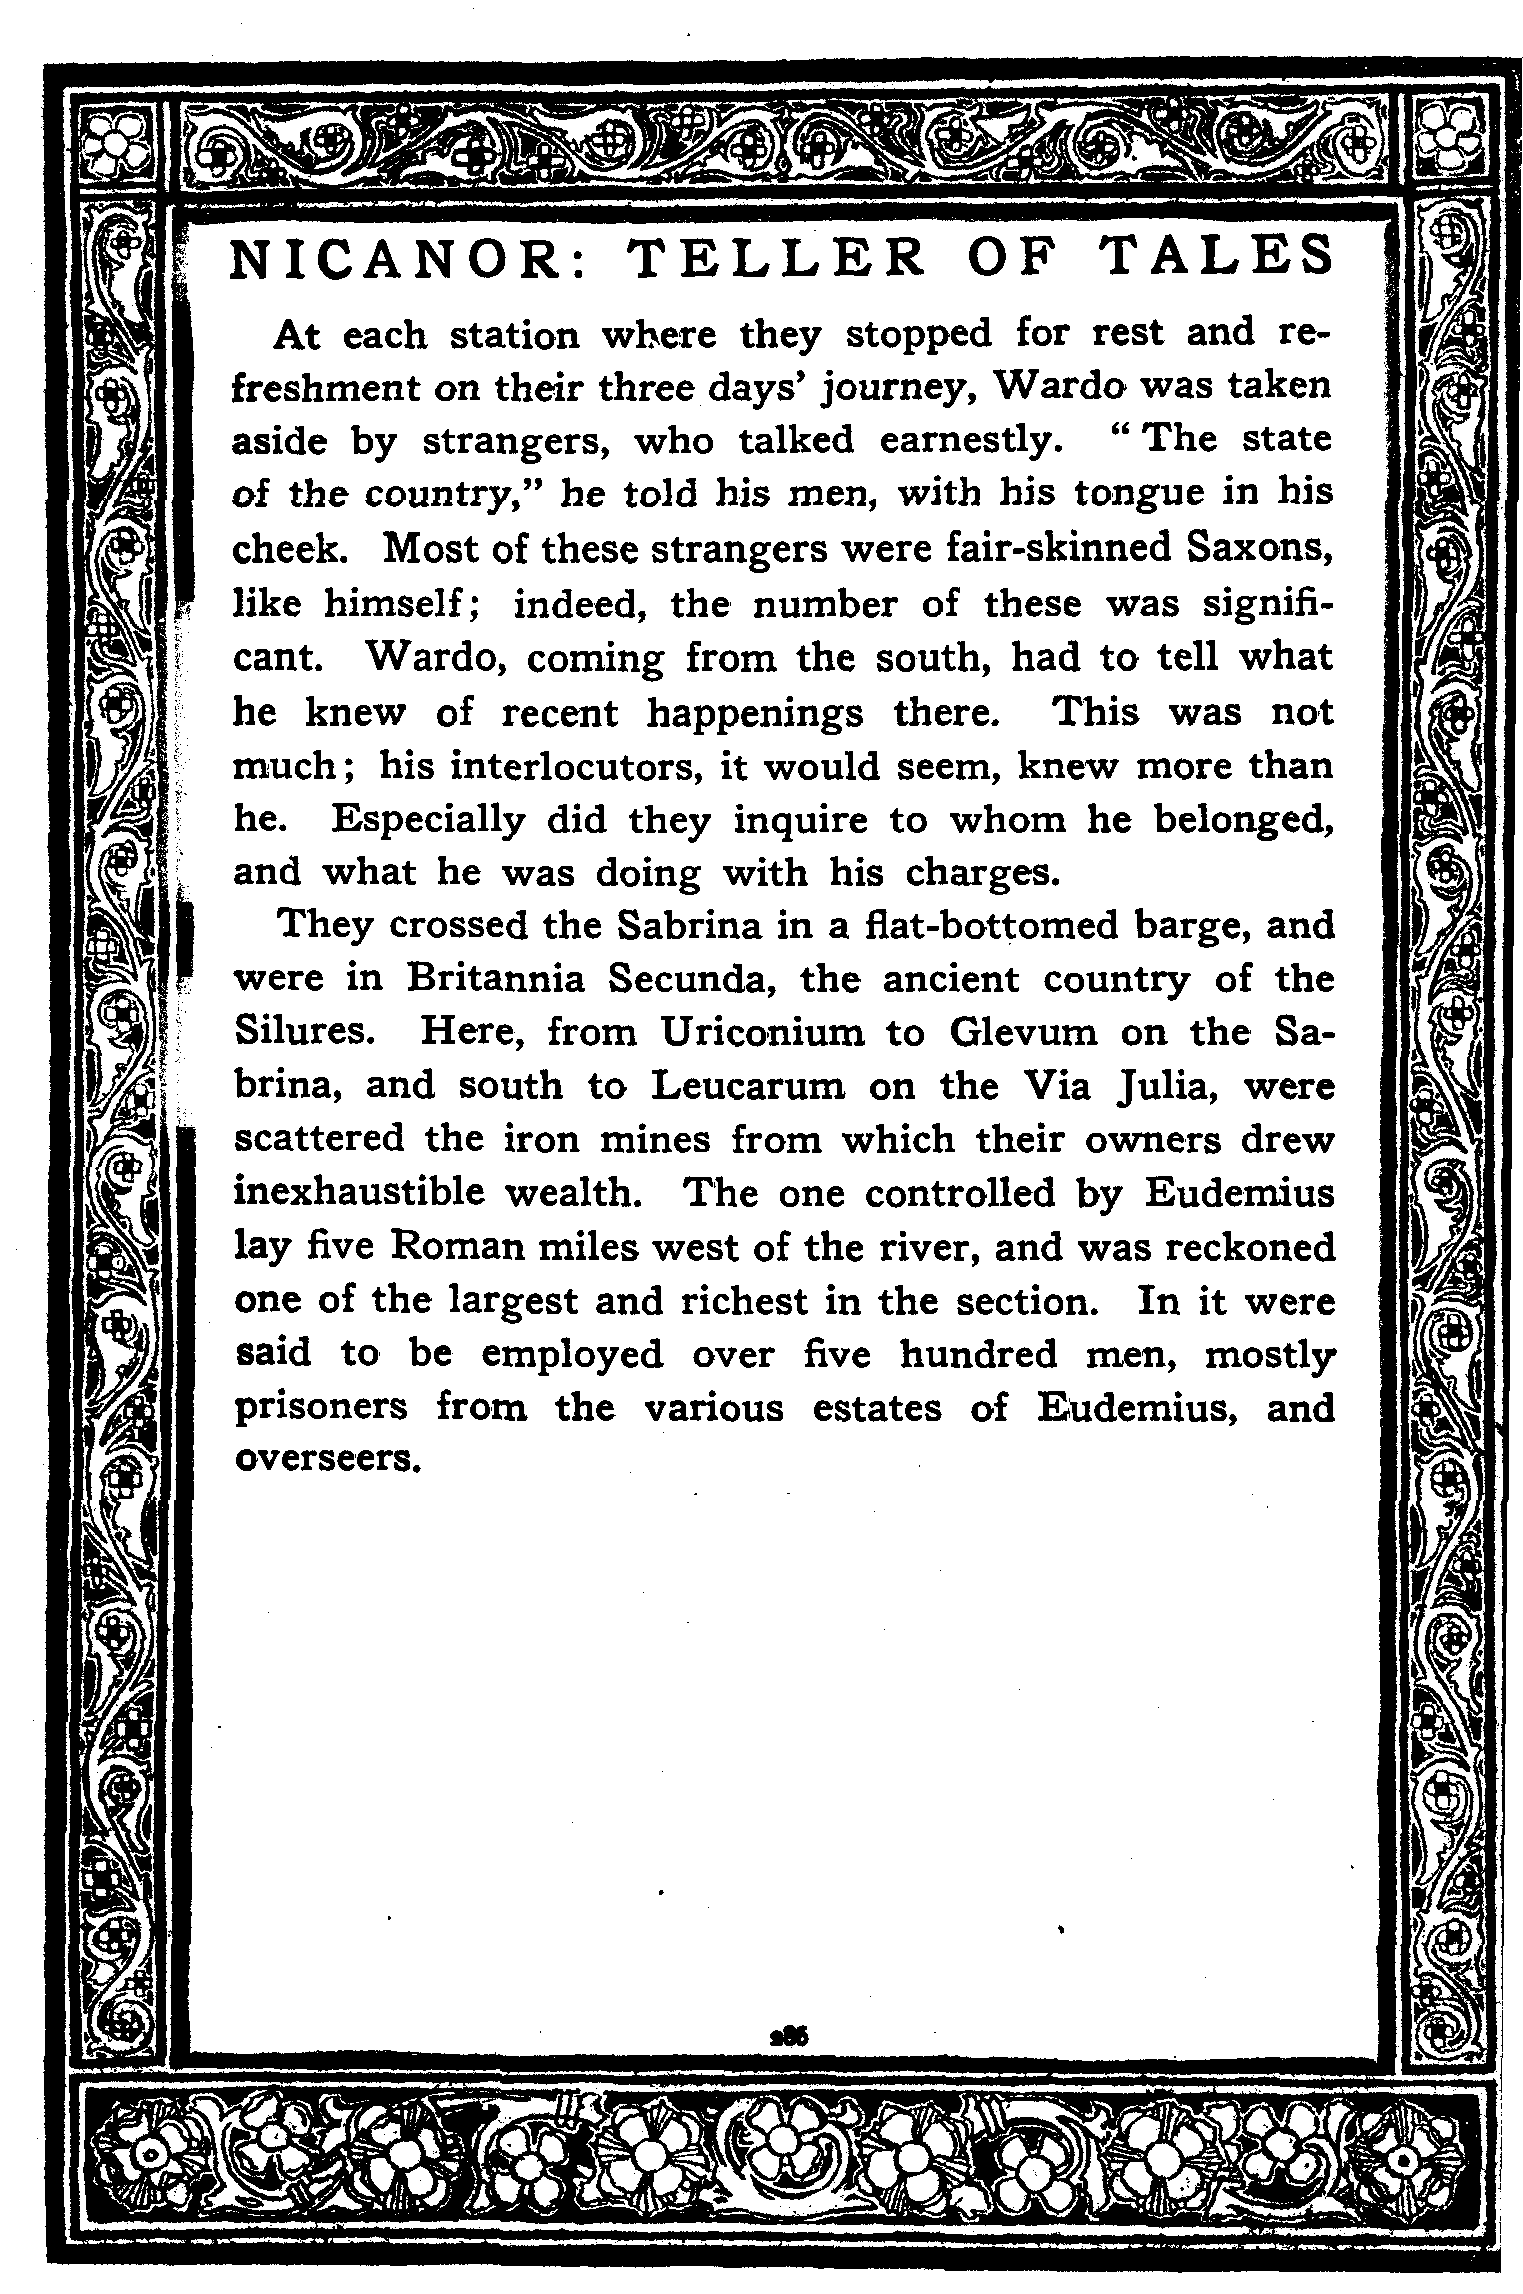 NICANOR: TELLER OF TALES
At each station where they stopped for rest and re-
freshment on their three days’ journey, Wardo was taken
aside by strangers, who talked earnestly. “The state
of the country,” he told his men, with his tongue in his
cheek. Most of these strangers were fair-skinned Saxons,
like himself; indeed, the number of these was signifi-
cant. Wardo, coming from the south, had to tell what
he knew of recent happenings there. This was not
much; his interlocutors, it would seem, knew more than
he. Especially did they inquire to whom he belonged,
and what he was doing with his charges.
They crossed the Sabrina in a flat-bottomed barge, and
were in Britannia Secunda, the ancient country of the
Silures. Here, from Uriconium to Glevum on the Sa-
brina, and south to Leucarum on the Via Julia, were
scattered the iron mines from which their owners drew
inexhaustible wealth. The one controlled by Eudemius
lay five Roman miles west of the river, and was reckoned
one of the largest and richest in the section. In it were
said to be employed over five hundred men, mostly
prisoners from the various estates of Eudemius, and
overseers.